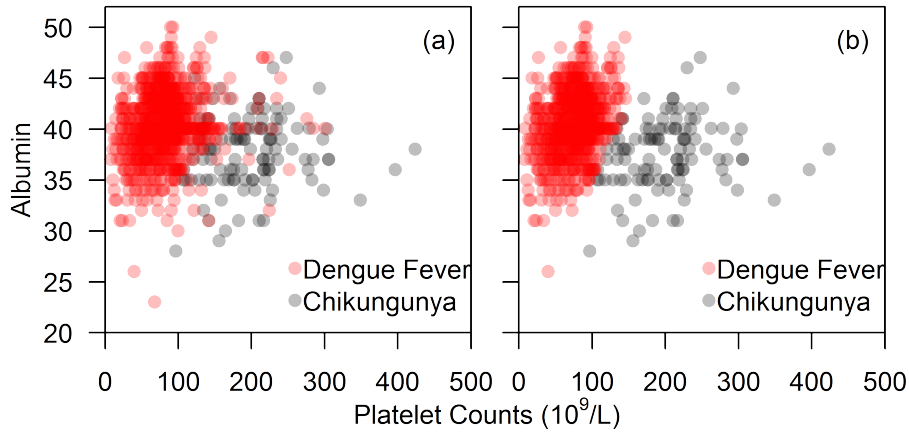 (a)
(b)
50
45
40
35
30
25
20
Albumin
Dengue Fever
Chikungunya
Dengue Fever
Chikungunya
0 100 200 300 400 500
0 100 200 300 400 500
Platelet Counts (10⁹/L)